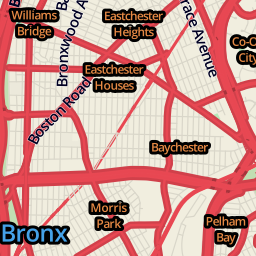 Williams
Bridge
Bronxwood A
Eastchester
Heights
race Avenue
Co-O
City
Eastchester
Houses
Boston Road
Baychester
Morris
Park
Pelham
Bay
Bronx